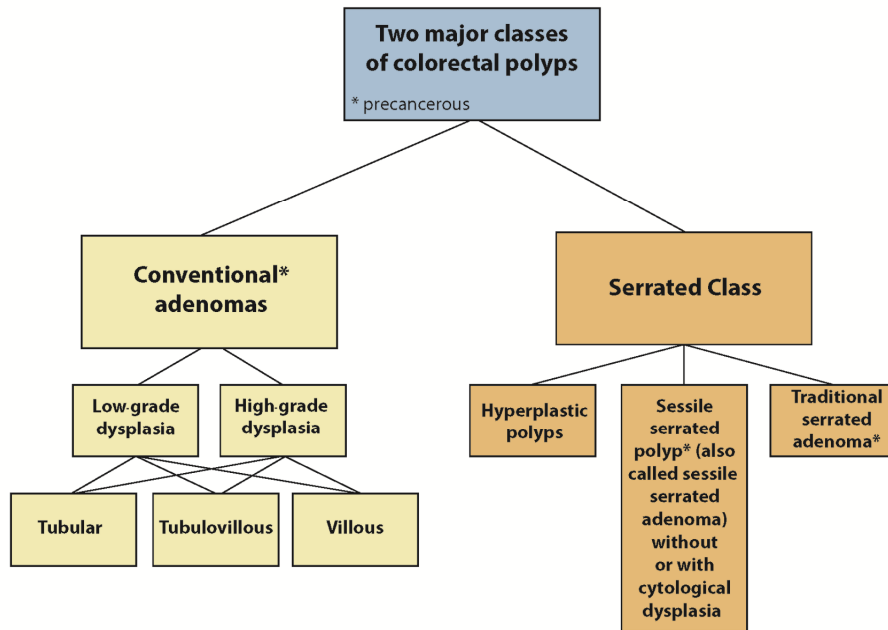 Two major classes
of colorectal polyps
* precancerous
Conventional*
adenomas
Serrated Class
Low-grade
dysplasia
High-grade
dysplasia
Hyperplastic
polyps
Sessile
serrated
polyp* (also
called sessile
serrated
adenoma)
without
or with
cytological
dysplasia
Traditional
serrated
adenoma*
Tubular
Tubulovillous
Villous